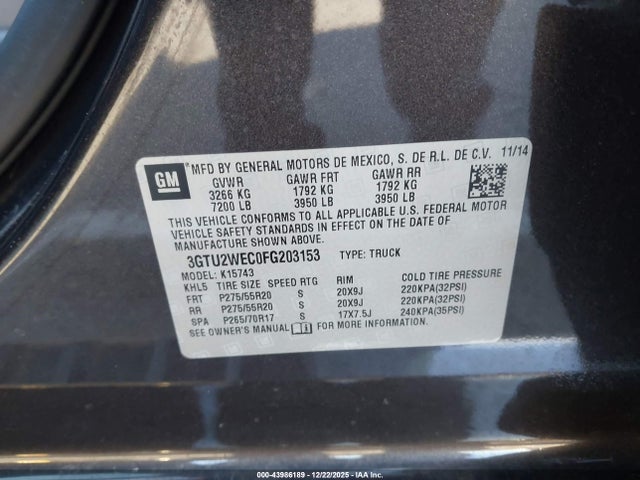 GM
MFD BY GENERAL MOTORS DE MEXICO, S. DE R.L. DE C.V. 11/14
GVWR GAWR FRT GAWR RR
3266 KG 1792 KG 1792 KG
7200 LB 3950 LB 3950 LB
THIS VEHICLE CONFORMS TO ALL APPLICABLE U.S. FEDERAL MOTOR
VEHICLE SAFETY STANDARDS IN EFFECT ON THE DATE OF
MANUFACTURE SHOWN ABOVE.
3GTU2WEC0FG203153 TYPE: TRUCK
MODEL: K15743
KHL5 TIRE SIZE SPEED RTG RIM COLD TIRE PRESSURE
FRT P275/55R20 S 20X9J 220KPA(32PSI)
RR P275/55R20 S 20X9J 220KPA(32PSI)
SPA P265/70R17 S 17X7.5J 240KPA(35PSI)
SEE OWNER'S MANUAL FOR MORE INFORMATION
000-43986189 - 12/22/2025 - IAA, Inc.